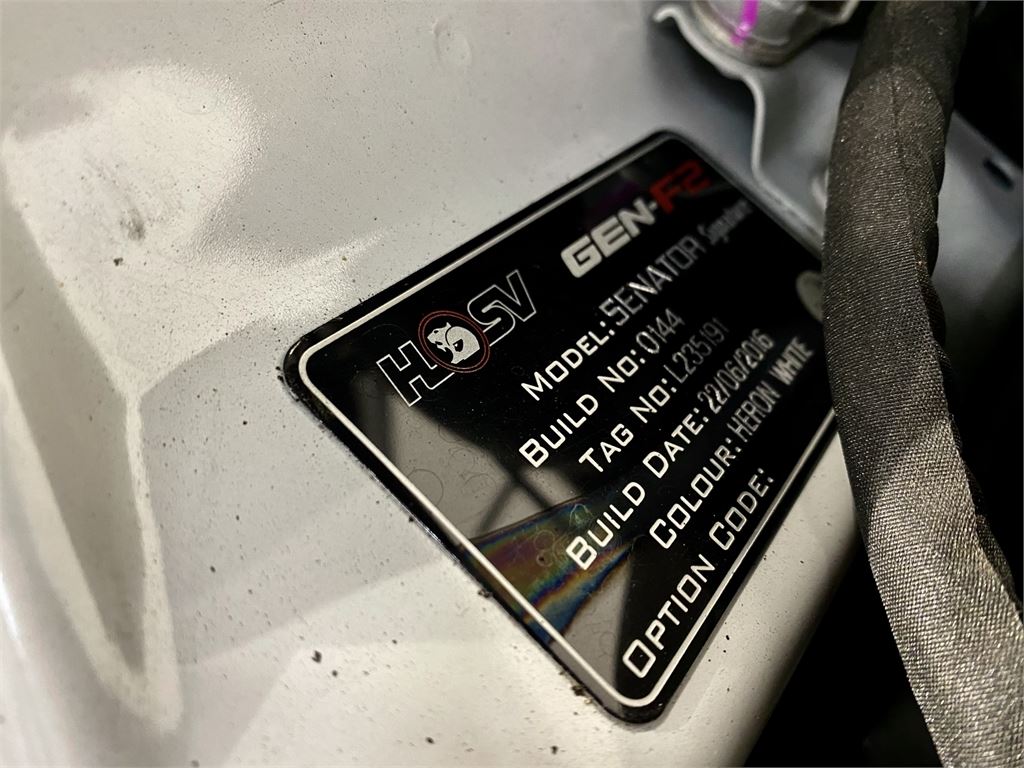 HSV
GEN-F2
MODEL: SENATOR Signature
BUILD NO: 0144
TAG NO: L235191
BUILD DATE: 22/06/2016
COLOUR: HERON WHITE
OPTION CODE: